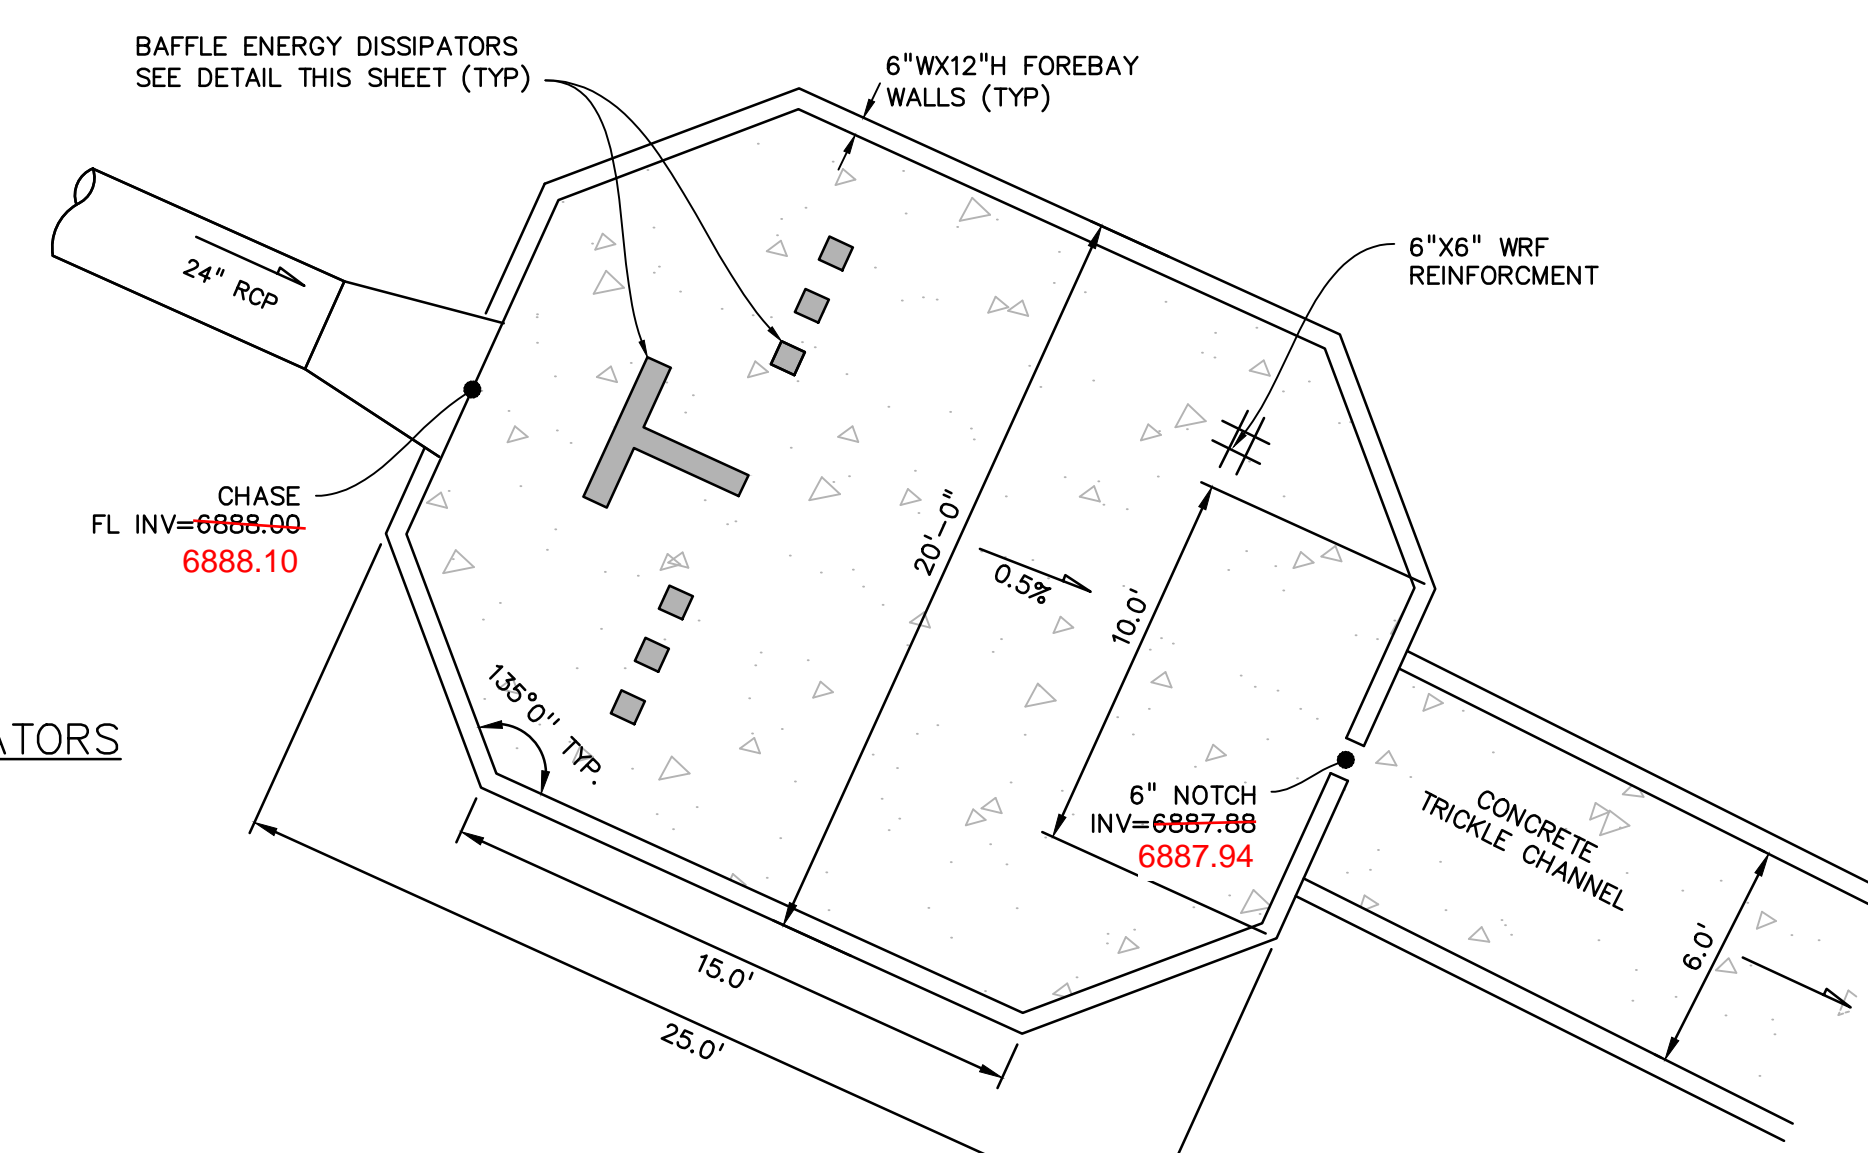 BAFFLE ENERGY DISSIPATORS
SEE DETAIL THIS SHEET (TYP)
6"WX12"H FOREBAY
WALLS (TYP)
24" RCP
6"X6" WRF
REINFORCMENT
CHASE
FL INV=6888.00
6888.10
20'-0"
0.5%
10.0'
135°0'' TYP.
ATORS
6" NOTCH
INV=6887.88
6887.94
CONCRETE
TRICKLE CHANNEL
6.0'
15.0'
25.0'